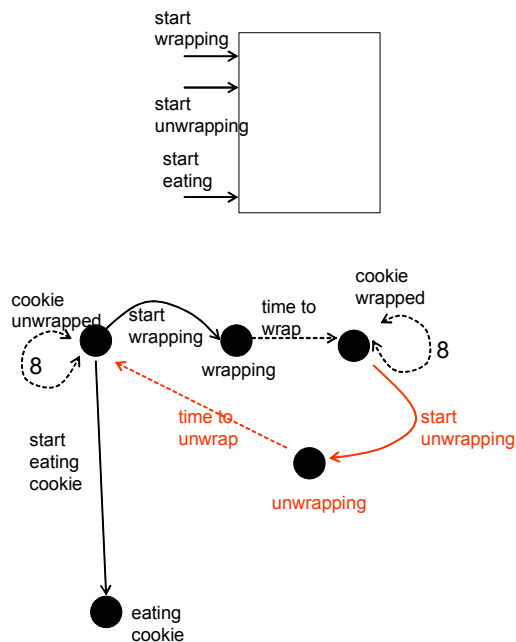 start
wrapping
start
unwrapping
start
eating
cookie
unwrapped
8
start
wrapping
wrapping
time to
wrap
cookie
wrapped
8
start
unwrapping
time to
unwrap
unwrapping
start
eating
cookie
eating
cookie